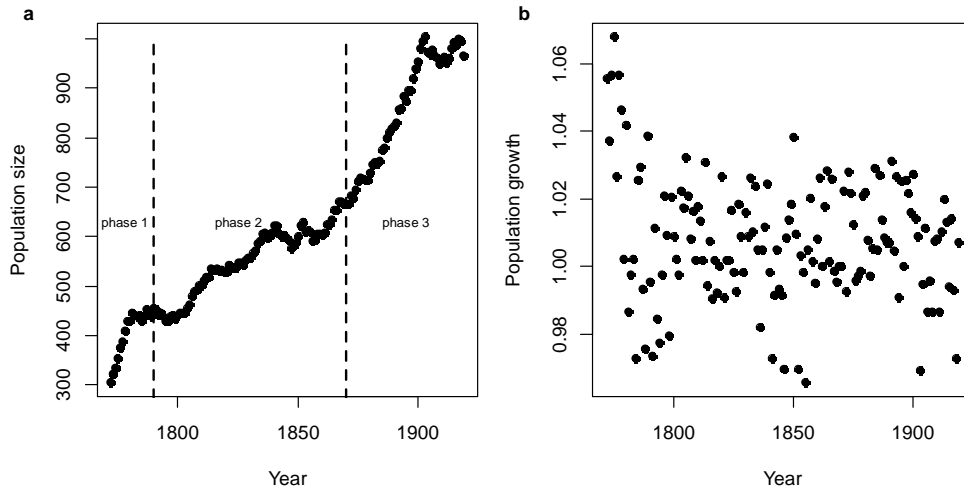 a
Population size
300 400 500 600 700 800 900
phase 1 phase 2 phase 3
1800 1850 1900
Year
b
Population growth
0.98 1.00 1.02 1.04 1.06
1800 1850 1900
Year